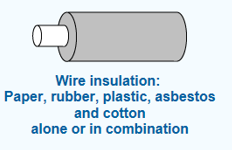 Wire insulation:
Paper, rubber, plastic, asbestos
and cotton
alone or in combination